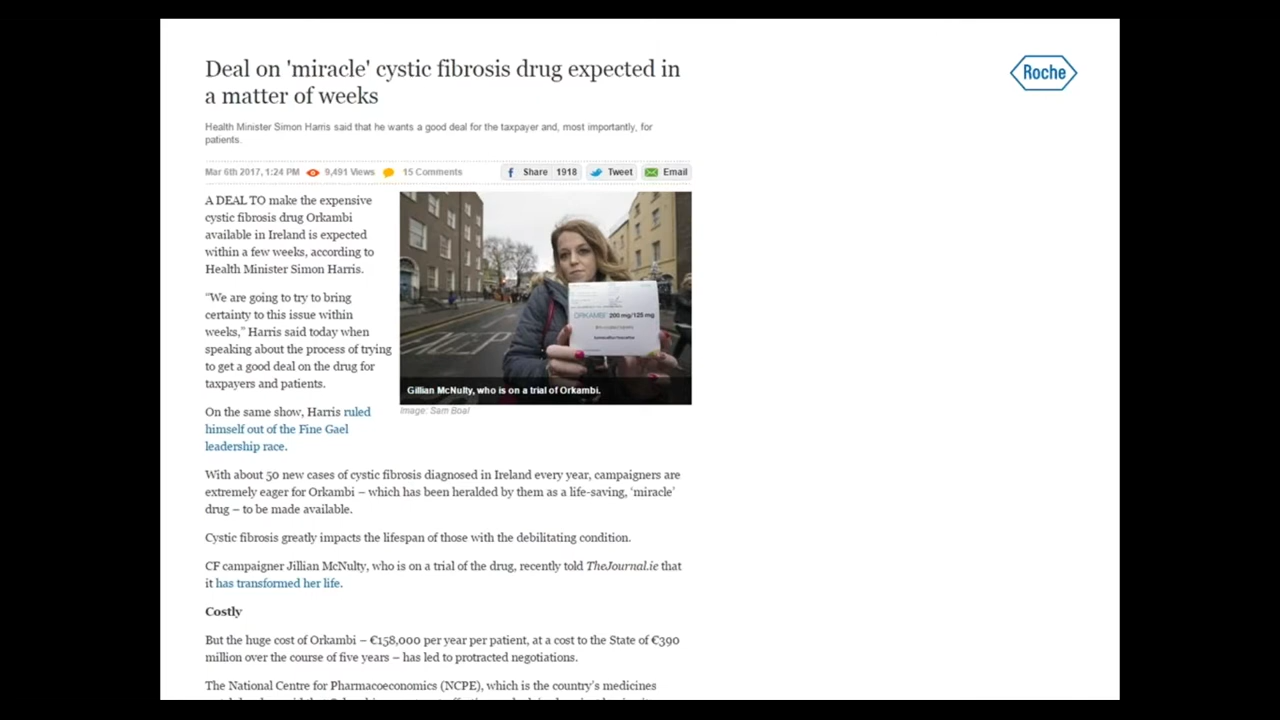 Deal on 'miracle' cystic fibrosis drug expected in
a matter of weeks
Roche
Health Minister Simon Harris said that he wants a good deal for the taxpayer and, most importantly, for
patients.
Mar 6th 2017, 1:24 PM 9,491 Views 15 Comments Share 1918 Tweet Email
A DEAL TO make the expensive
cystic fibrosis drug Orkambi
available in Ireland is expected
within a few weeks, according to
Health Minister Simon Harris.
“We are going to try to bring
certainty to this issue within
weeks,” Harris said today when
speaking about the process of trying
to get a good deal on the drug for
taxpayers and patients.
On the same show, Harris ruled
himself out of the Fine Gael
leadership race.
ORKAMBI 200 mg/125 mg
Gillian McNulty, who is on a trial of Orkambi.
Image: Sam Boal
With about 50 new cases of cystic fibrosis diagnosed in Ireland every year, campaigners are
extremely eager for Orkambi – which has been heralded by them as a life-saving, ‘miracle’
drug – to be made available.
Cystic fibrosis greatly impacts the lifespan of those with the debilitating condition.
CF campaigner Jillian McNulty, who is on a trial of the drug, recently told TheJournal.ie that
it has transformed her life.
Costly
But the huge cost of Orkambi – €158,000 per year per patient, at a cost to the State of €390
million over the course of five years – has led to protracted negotiations.
The National Centre for Pharmacoeconomics (NCPE), which is the country’s medicines